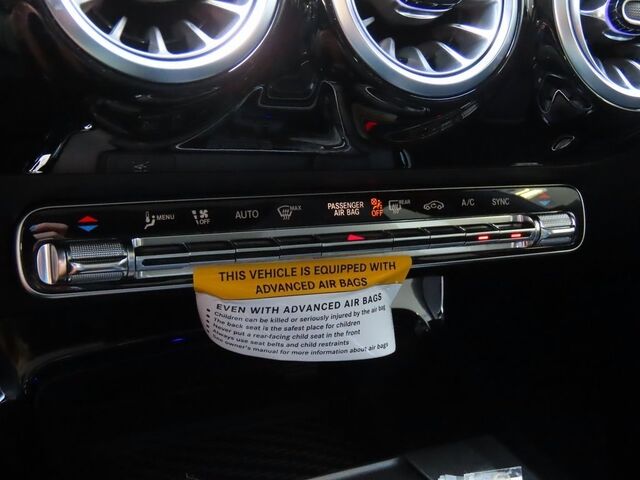 MENU
OFF
AUTO
MAX
PASSENGER
AIR BAG
OFF
REAR
A/C
SYNC
THIS VEHICLE IS EQUIPPED WITH
ADVANCED AIR BAGS
EVEN WITH ADVANCED AIR BAGS
Children can be killed or seriously injured by the air bag
The back seat is the safest place for children
Never put a rear-facing child seat in the front
Always use seat belts and child restraints
See owner's manual for more information about air bags